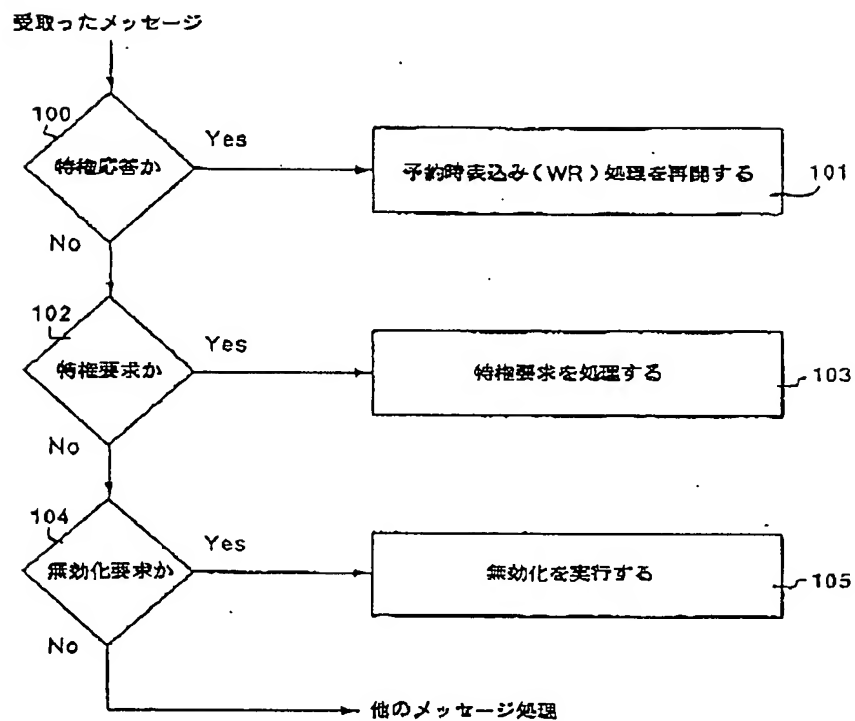 受取ったメッセージ
100
特権応答か
Yes
予約時書込み(WR)処理を再開する
101
No
102
特権要求か
Yes
特権要求を処理する
103
No
104
無効化要求か
Yes
無効化を実行する
105
No
他のメッセージ処理